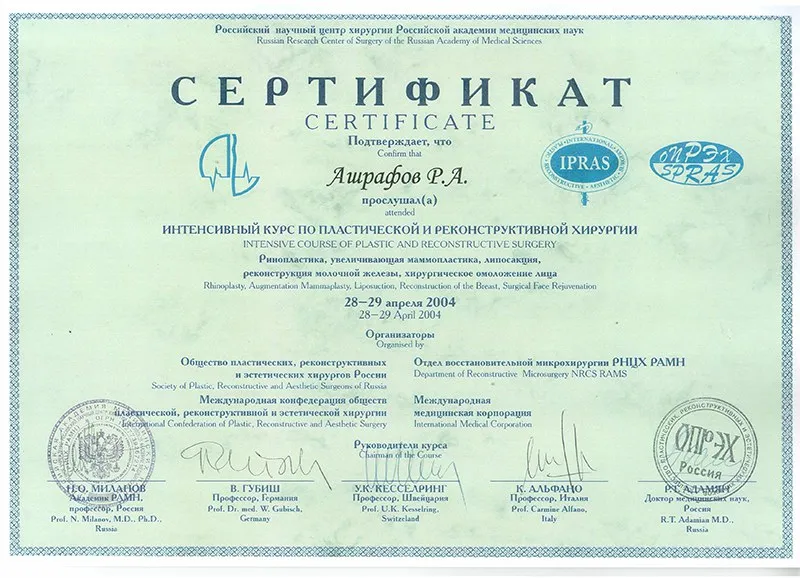 Российский научный центр хирургии Российской академии медицинских наук
Russian Research Center of Surgery of the Russian Academy of Medical Sciences
СЕРТИФИКАТ
CERTIFICATE
Подтверждает, что
Confirm that
IPRAS
ОПРЭХ
SPRAS
Ашрафов Р.А.
прослушал(а)
attended
ИНТЕНСИВНЫЙ КУРС ПО ПЛАСТИЧЕСКОЙ И РЕКОНСТРУКТИВНОЙ ХИРУРГИИ
INTENSIVE COURSE OF PLASTIC AND RECONSTRUCTIVE SURGERY
Ринопластика, увеличивающая маммопластика, липосакция,
реконструкция молочной железы, хирургическое омоложение лица
Rhinoplasty, Augmentation Mammaplasty, Liposuction, Reconstruction of the Breast, Surgical Face Rejuvenation
28–29 апреля 2004
28–29 April 2004
Организаторы
Organised by
Общество пластических, реконструктивных
и эстетических хирургов России
Society of Plastic, Reconstructive and Aesthetic Surgeons of Russia
Отдел восстановительной микрохирургии РНЦХ РАМН
Department of Reconstructive Microsurgery NRCS RAMS
Международная конфедерация обществ
пластической, реконструктивной и эстетической хирургии
International Confederation of Plastic, Reconstructive and Aesthetic Surgery
Международная
медицинская корпорация
International Medical Corporation
Руководители курса
Chairman of the Course
ОПРЭХ
Россия
Н.О. МИЛАНОВ
Академик РАМН,
профессор, Россия
Prof. N. Milanov, M.D., Ph.D.,
Russia
В. ГУБИШ
Профессор, Германия
Prof. Dr. med. W. Gubisch,
Germany
У.К. КЕССЕЛРИНГ
Профессор, Швейцария
Prof. U.K. Kesselring,
Switzerland
К. АЛЬФАНО
Профессор, Италия
Prof. Carmine Alfano,
Italy
Р.Т. АДАМЯН
Доктор медицинских наук,
Россия
R.T. Adamian M.D.,
Russia